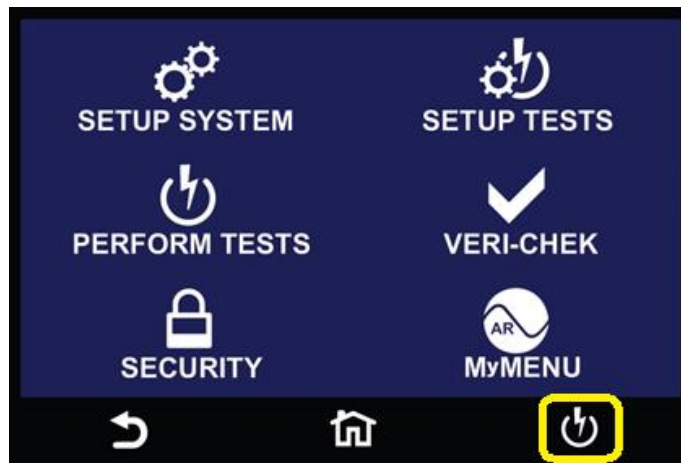 SETUP SYSTEM
SETUP TESTS
PERFORM TESTS
VERI-CHEK
SECURITY
AR
MyMENU